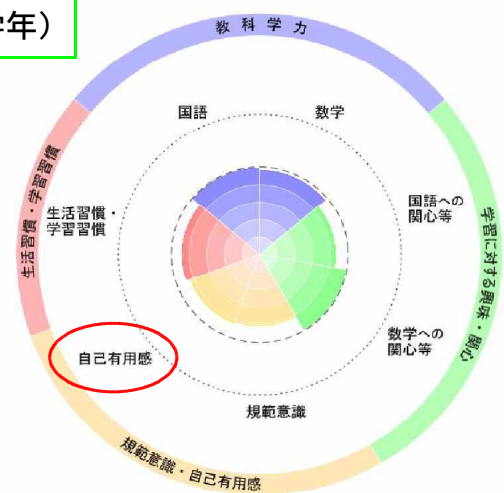 学年）
教科学力
国語
数学
生活習慣・学習習慣
生活習慣・
学習習慣
国語への
関心等
学習に対する興味・関心
数学への
関心等
自己有用感
規範意識
規範意識・自己有用感